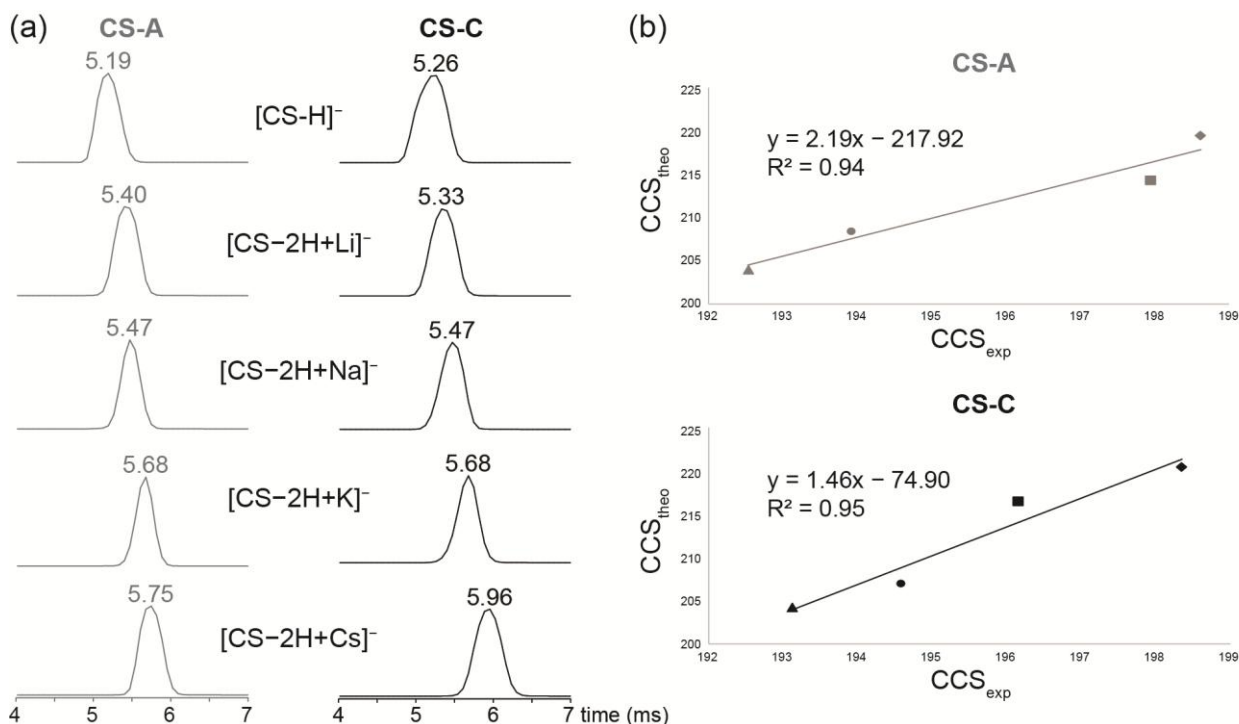 (a)
CS-A
CS-C
5.19
5.26
[CS-H]⁻
5.40
5.33
[CS−2H+Li]⁻
5.47
5.47
[CS−2H+Na]⁻
5.68
5.68
[CS−2H+K]⁻
5.75
5.96
[CS−2H+Cs]⁻
4 5 6 7
4 5 6 7 time (ms)
(b)
CS-A
225
220
215
210
205
200
CCStheo
y = 2.19x − 217.92
R² = 0.94
192 193 194 195 196 197 198 199
CCSexp
CS-C
225
220
215
210
205
200
CCStheo
y = 1.46x − 74.90
R² = 0.95
192 193 194 195 196 197 198 199
CCSexp